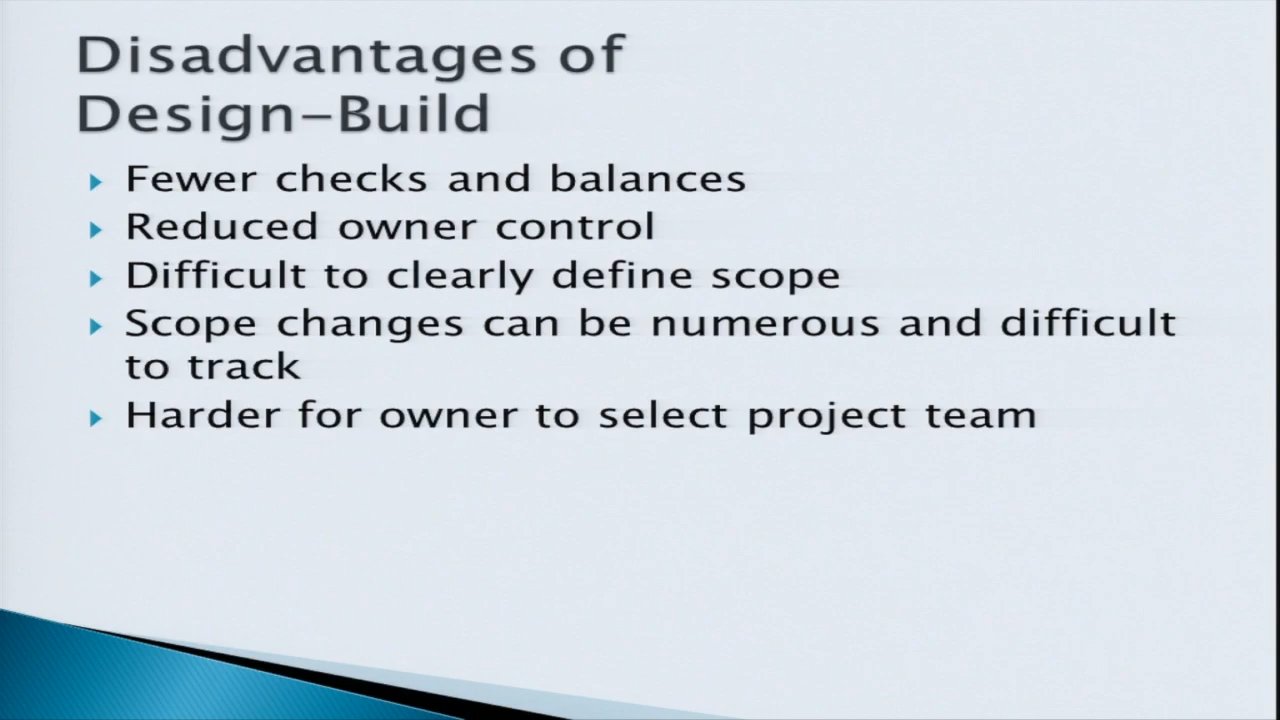 Disadvantages of
Design-Build
Fewer checks and balances
Reduced owner control
Difficult to clearly define scope
Scope changes can be numerous and difficult
to track
Harder for owner to select project team